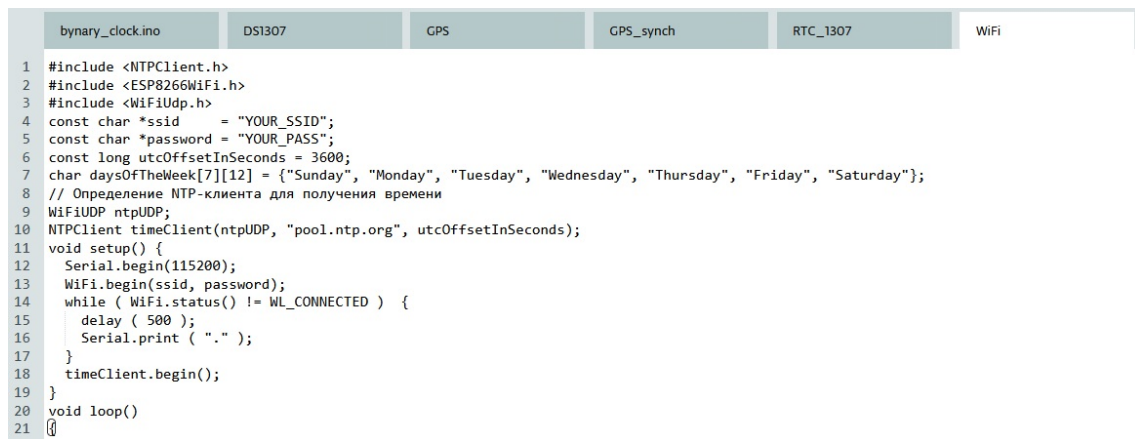 bynary_clock.ino DS1307 GPS GPS_synch RTC_1307 WiFi
1 #include <NTPClient.h>
2 #include <ESP8266WiFi.h>
3 #include <WiFiUdp.h>
4 const char *ssid     = "YOUR_SSID";
5 const char *password = "YOUR_PASS";
6 const long utcOffsetInSeconds = 3600;
7 char daysOfTheWeek[7][12] = {"Sunday", "Monday", "Tuesday", "Wednesday", "Thursday", "Friday", "Saturday"};
8 // Определение NTP-клиента для получения времени
9 WiFiUDP ntpUDP;
10 NTPClient timeClient(ntpUDP, "pool.ntp.org", utcOffsetInSeconds);
11 void setup() {
12   Serial.begin(115200);
13   WiFi.begin(ssid, password);
14   while ( WiFi.status() != WL_CONNECTED )  {
15     delay ( 500 );
16     Serial.print ( "." );
17   }
18   timeClient.begin();
19 }
20 void loop()
21 {